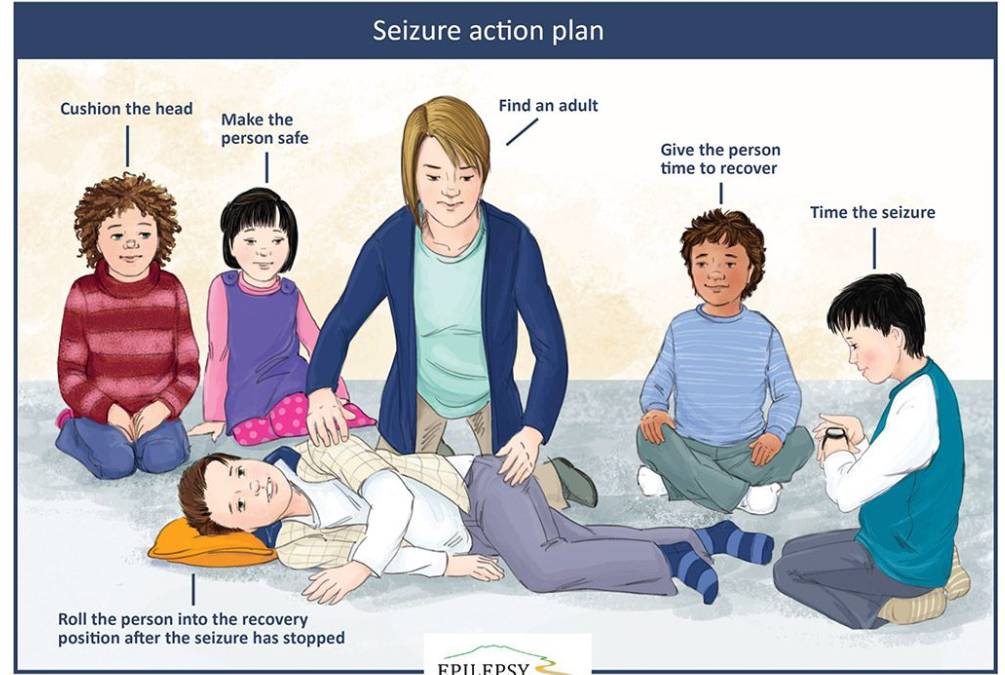 Seizure action plan
Cushion the head
Make the
person safe
Find an adult
Give the person
time to recover
Time the seizure
Roll the person into the recovery
position after the seizure has stopped
EPILEPSY